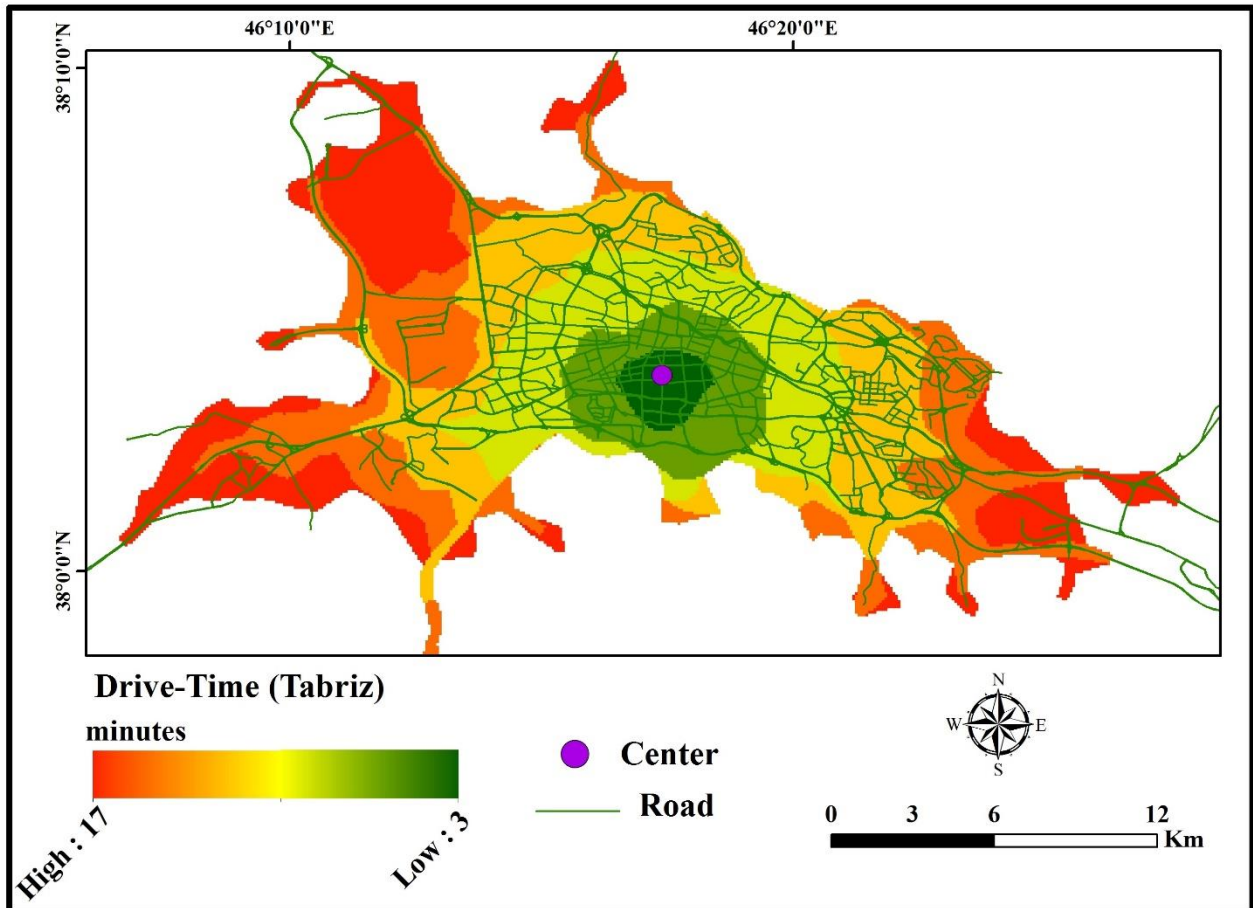 46°10'0"E
46°20'0"E
38°10'0"N
38°0'0"N
Drive-Time (Tabriz)
minutes
High : 17
Low : 3
Center
Road
N
W
E
S
0 3 6 12
Km